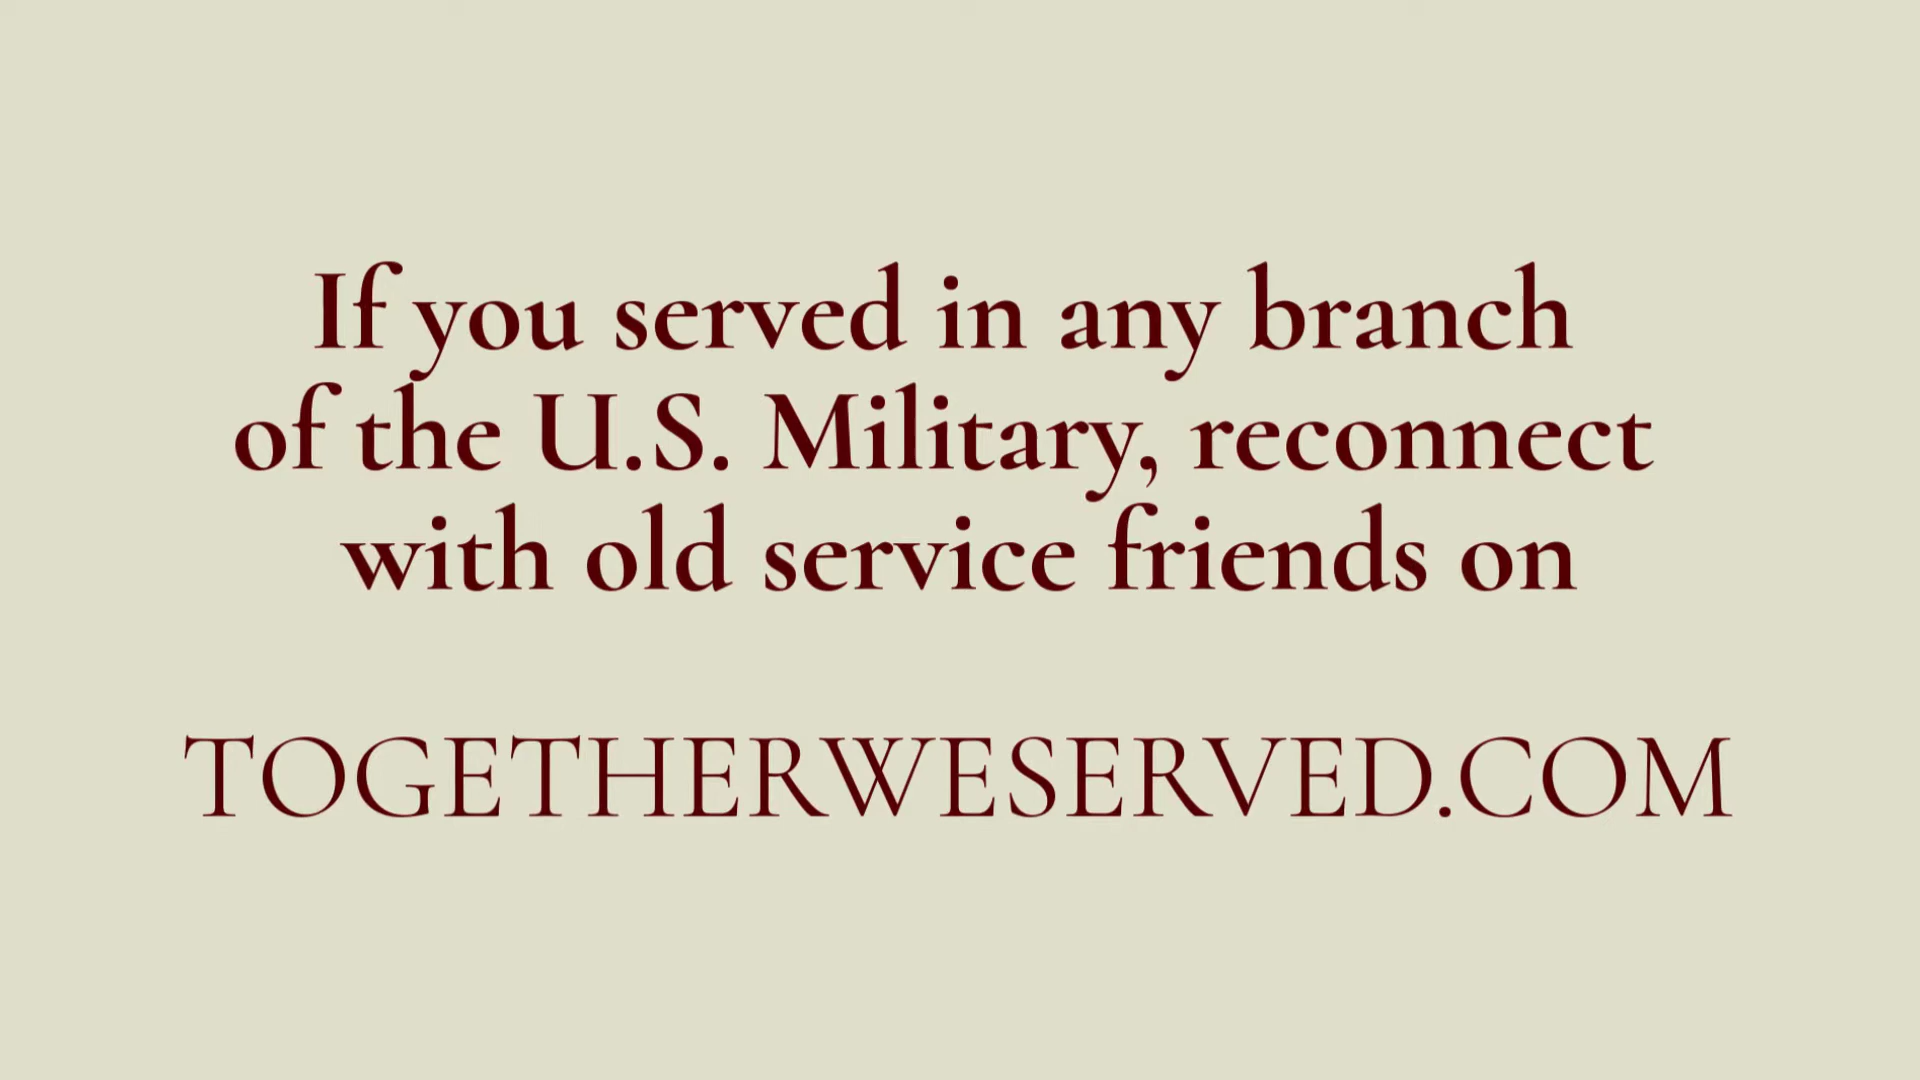 If you served in any branch
of the U.S. Military, reconnect
with old service friends on
TOGETHERWESERVED.COM